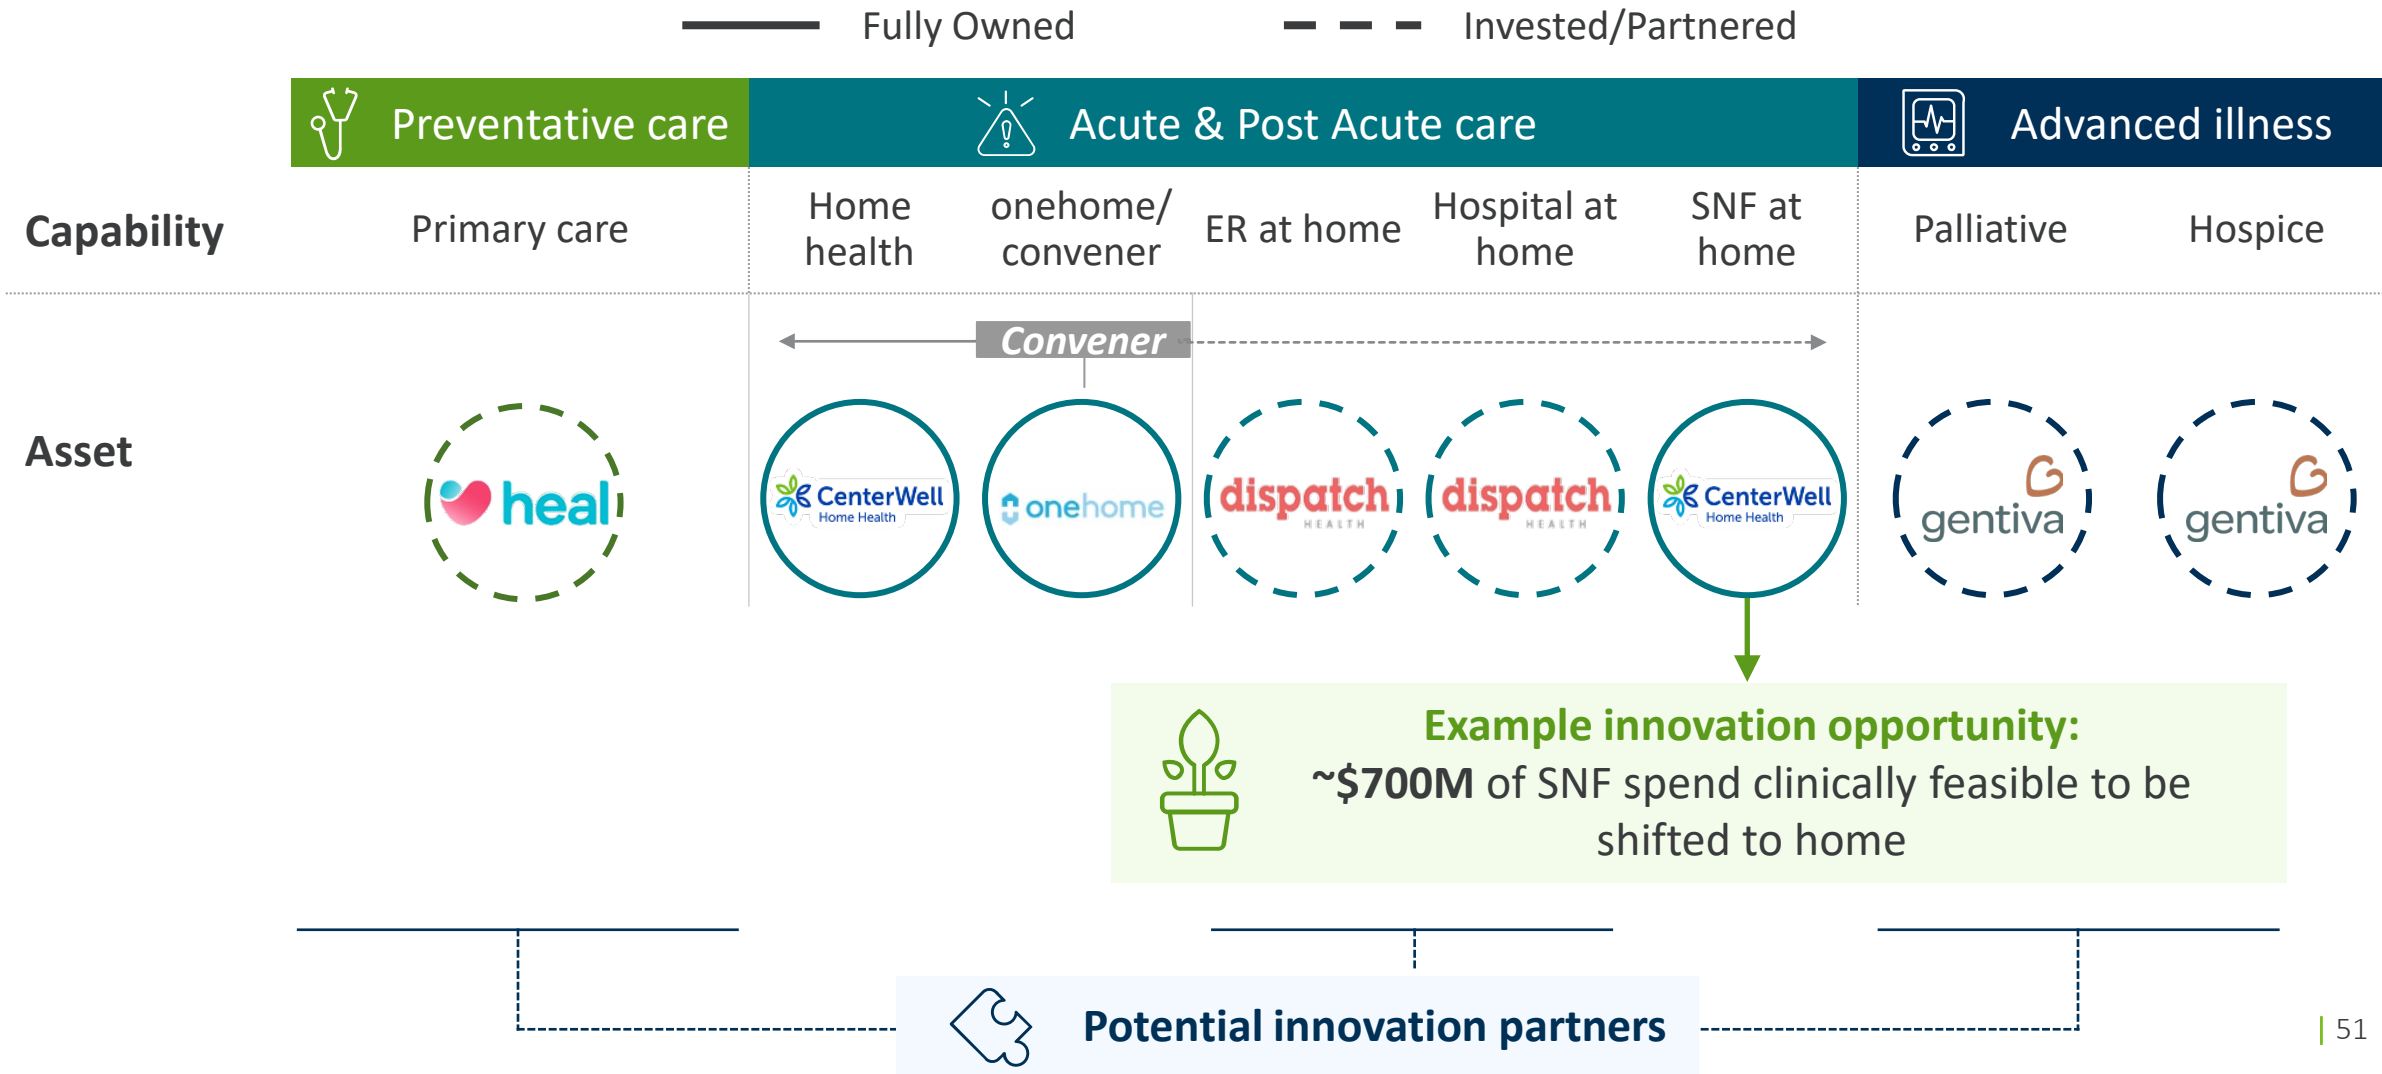 Fully Owned
Invested/Partnered
Preventative care
Acute & Post Acute care
Advanced illness
Capability
Primary care
Home
health
onehome/
convener
ER at home
Hospital at
home
SNF at
home
Palliative
Hospice
Convener
Asset
heal
CenterWell
Home Health
onehome
dispatch
HEALTH
dispatch
HEALTH
CenterWell
Home Health
gentiva
gentiva
Example innovation opportunity:
~$700M of SNF spend clinically feasible to be
shifted to home
Potential innovation partners
| 51